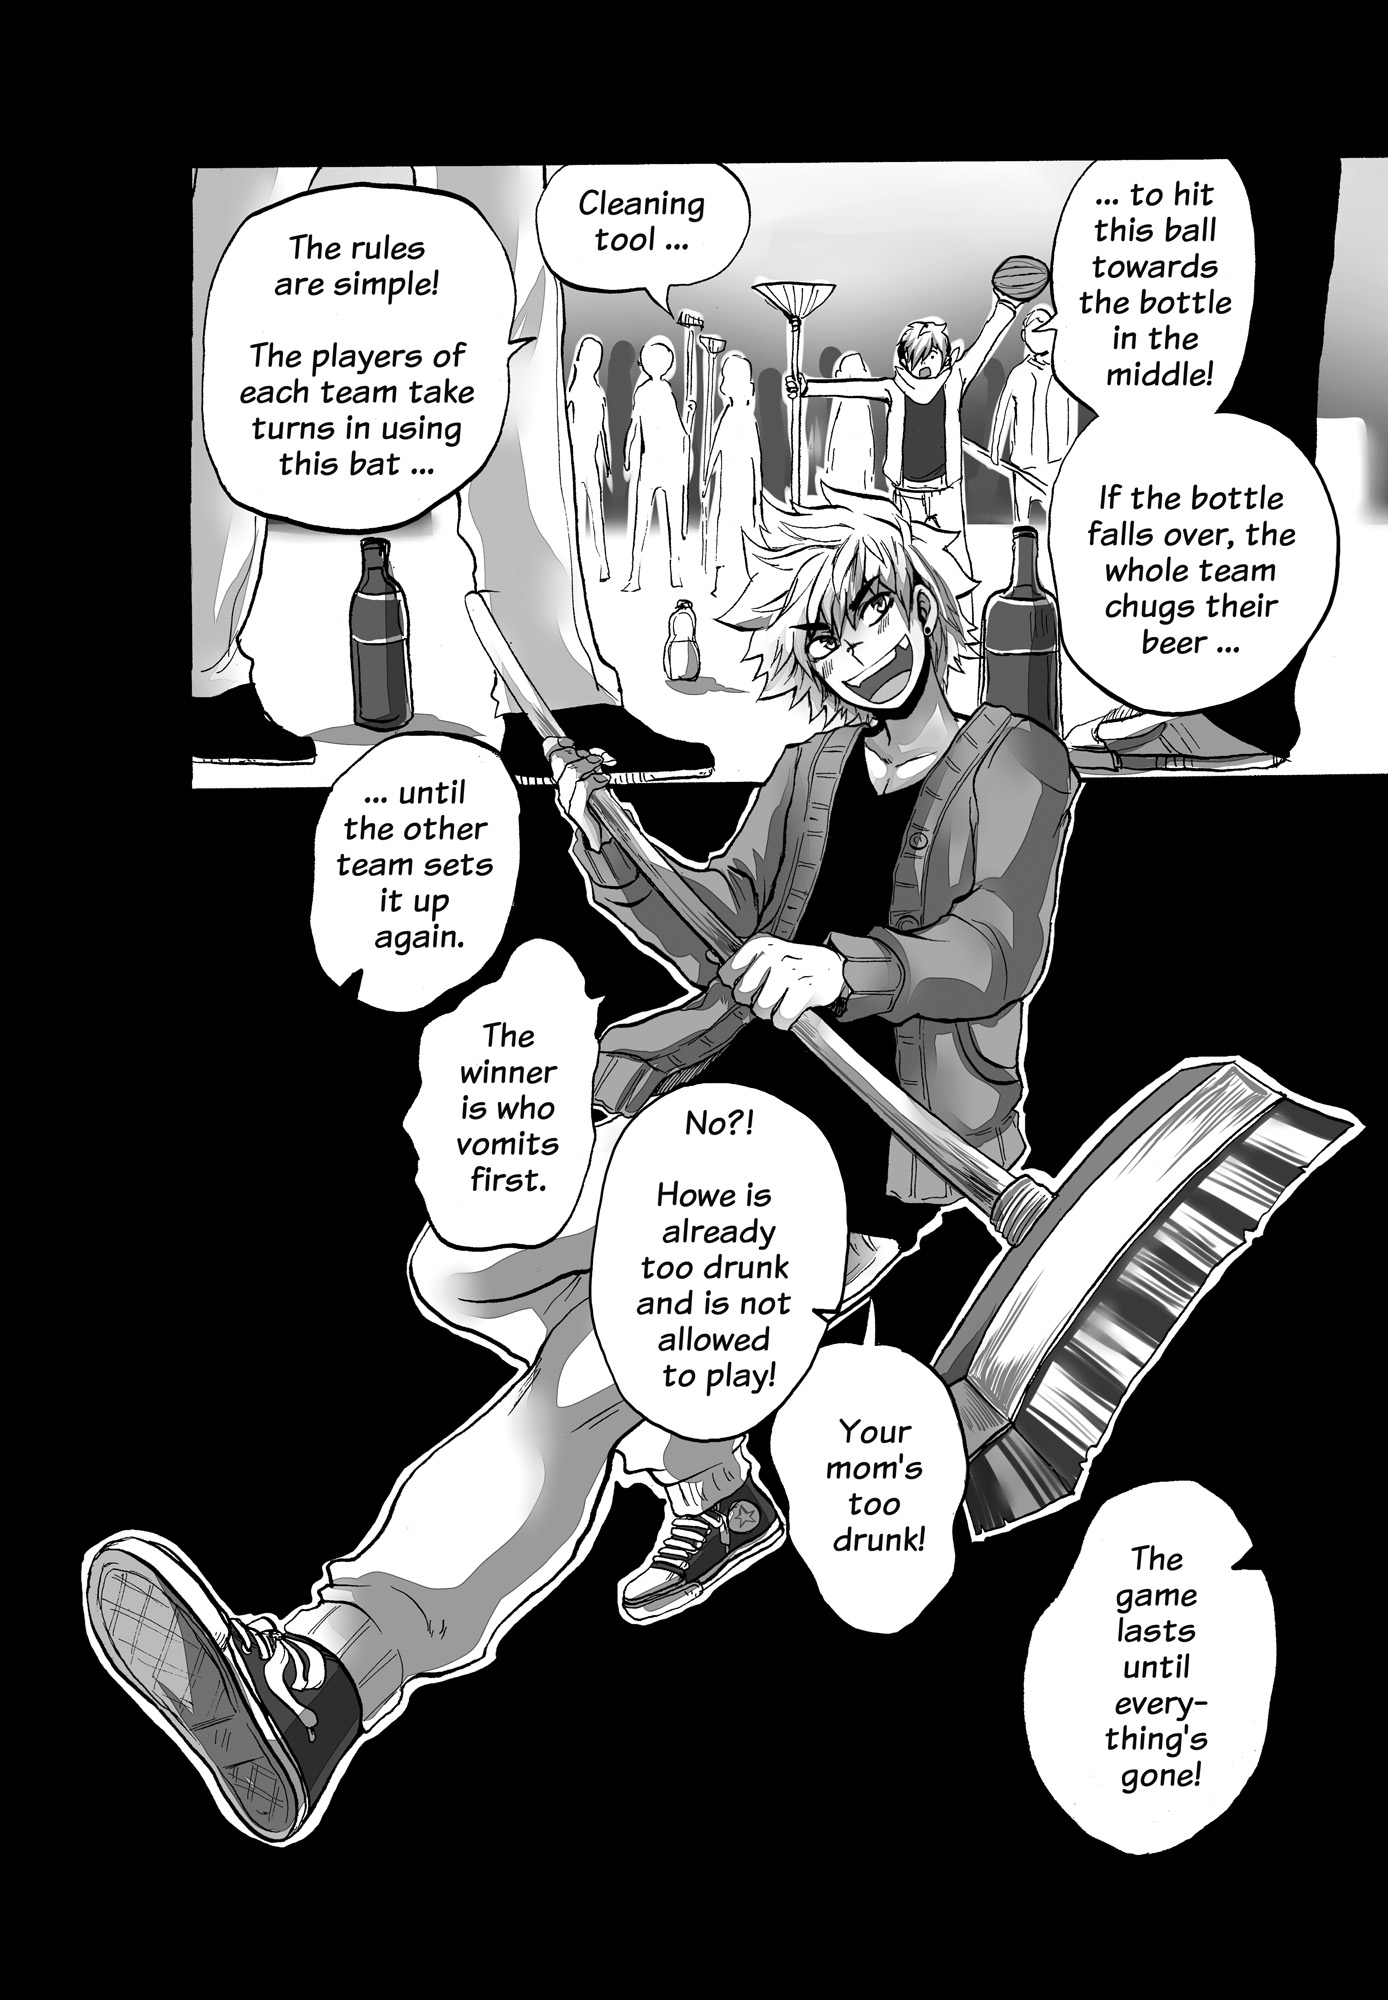 The rules
are simple!
The players of
each team take
turns in using
this bat ...
Cleaning
tool ...
... to hit
this ball
towards
the bottle
in the
middle!
If the bottle
falls over, the
whole team
chugs their
beer ...
... until
the other
team sets
it up
again.
The
winner
is who
vomits
first.
No?!
Howe is
already
too drunk
and is not
allowed
to play!
Your
mom's
too
drunk!
The
game
lasts
until
every-
thing's
gone!